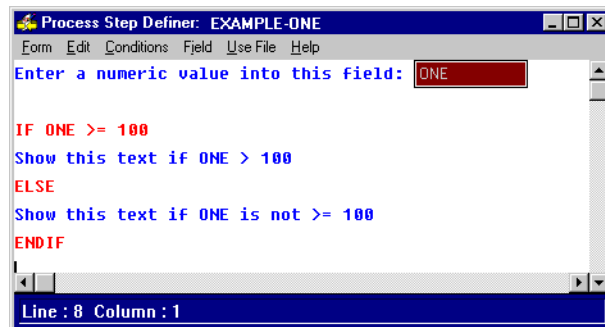 Process Step Definer: EXAMPLE-ONE
Form Edit Conditions Field Use File Help
Enter a numeric value into this field: ONE
IF ONE >= 100
Show this text if ONE > 100
ELSE
Show this text if ONE is not >= 100
ENDIF
Line : 8 Column : 1